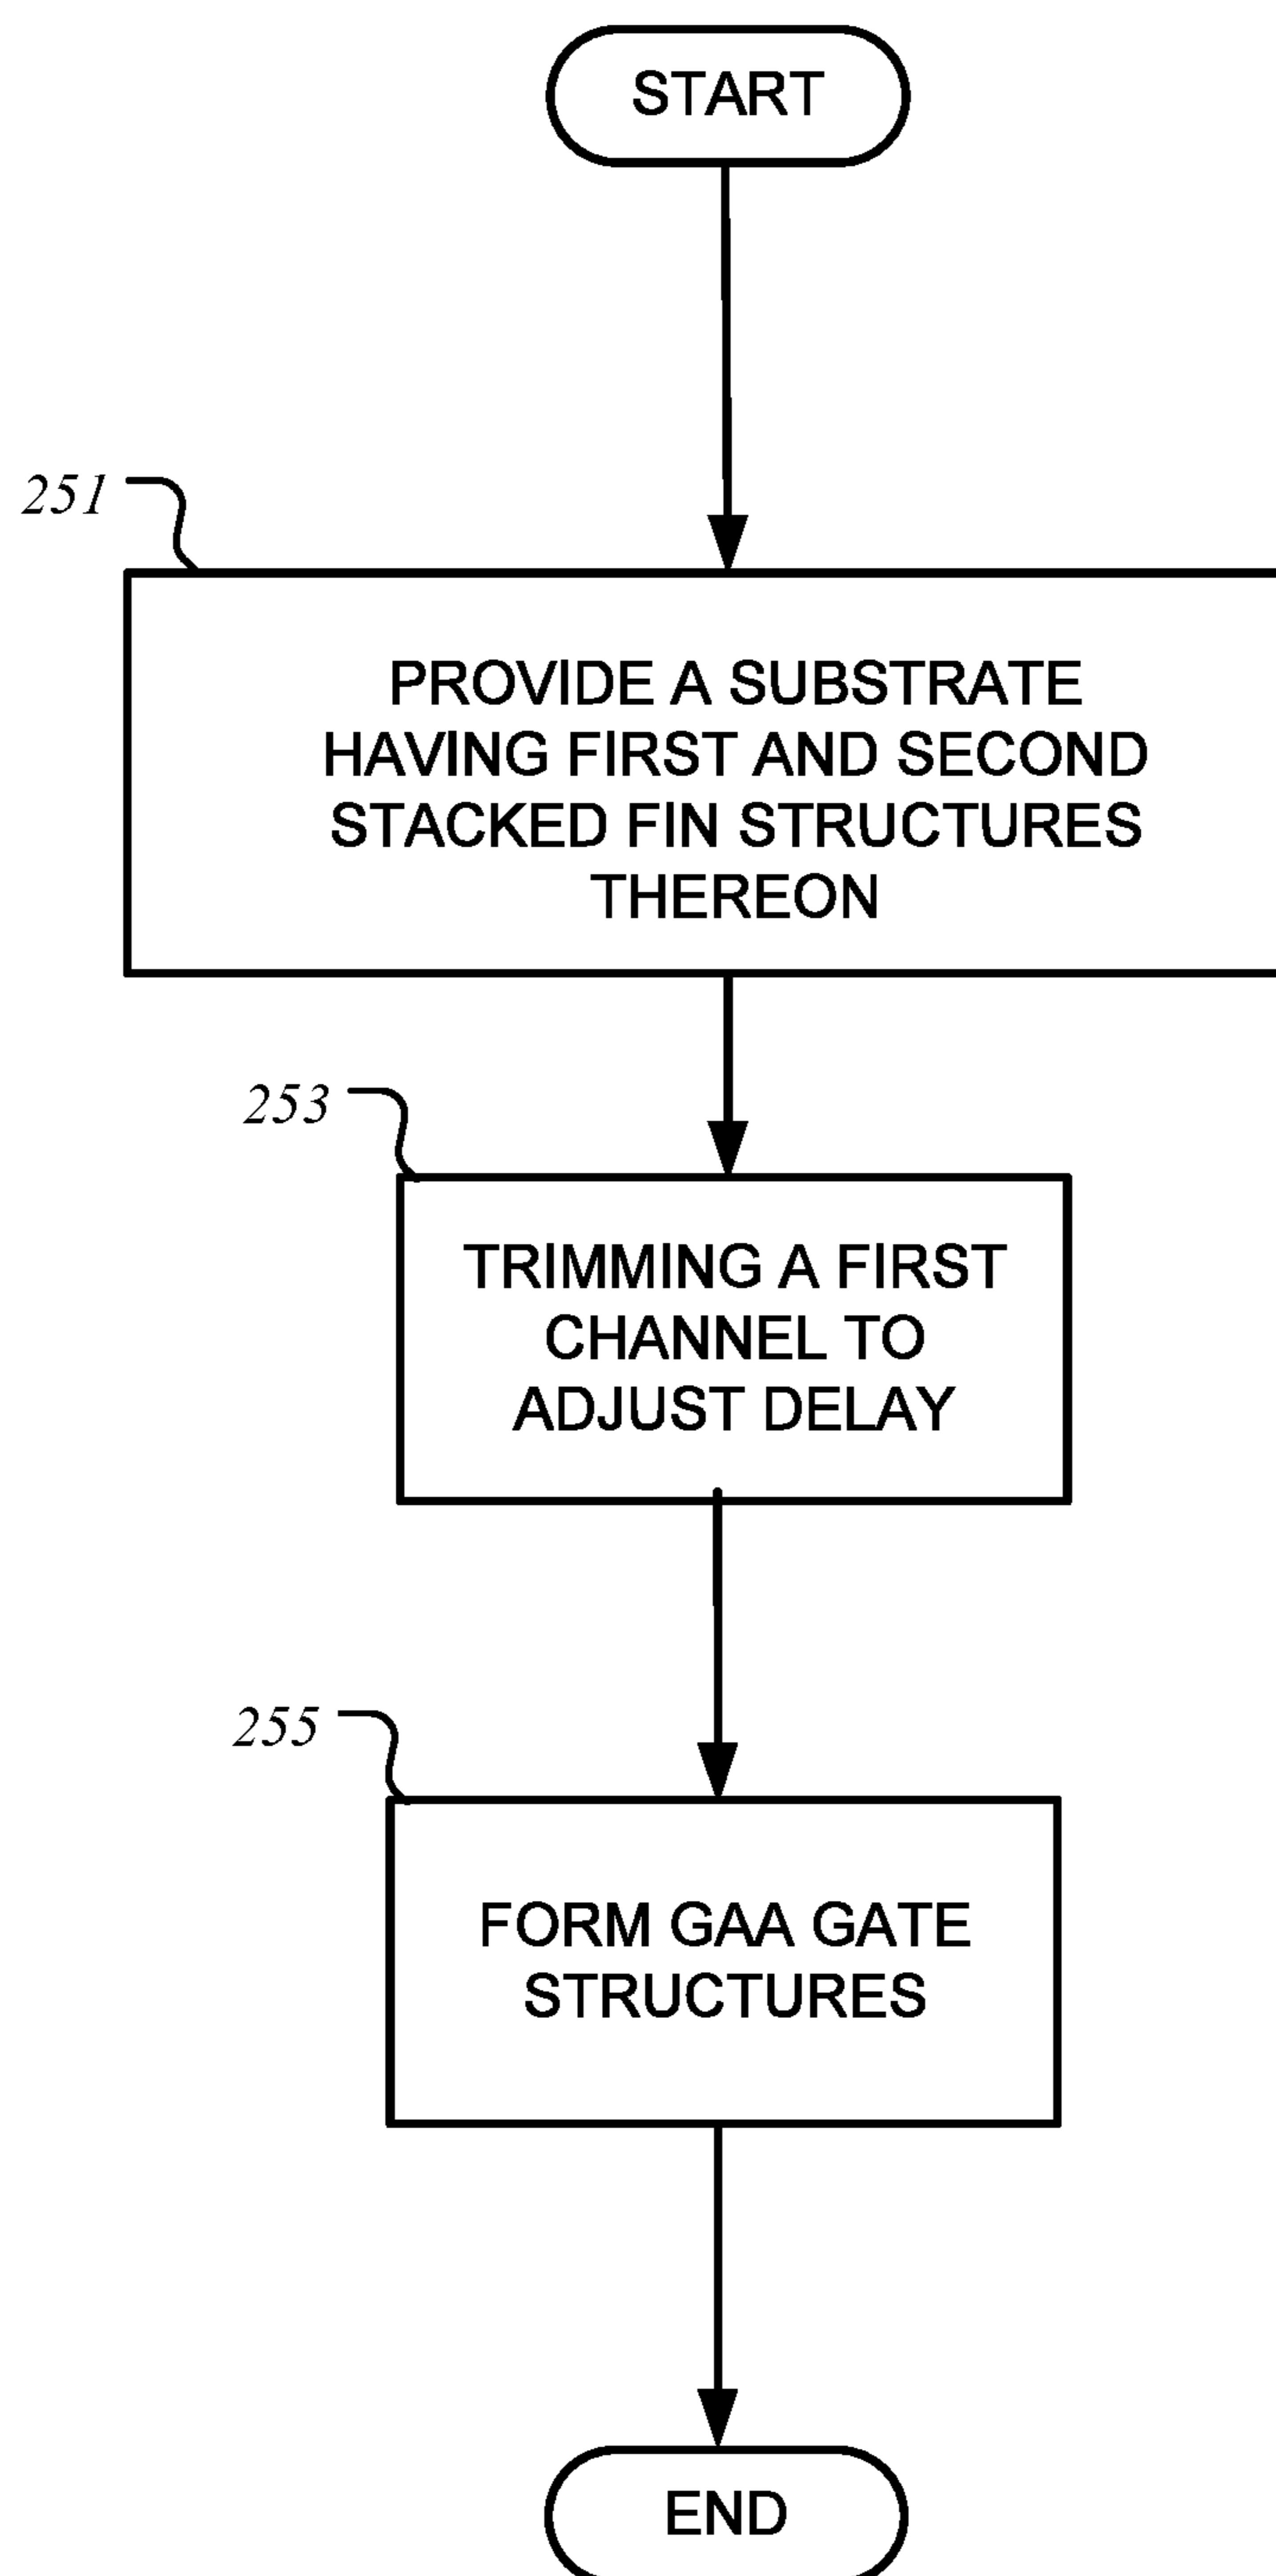 START
251
PROVIDE A SUBSTRATE
HAVING FIRST AND SECOND
STACKED FIN STRUCTURES
THEREON
253
TRIMMING A FIRST
CHANNEL TO
ADJUST DELAY
255
FORM GAA GATE
STRUCTURES
END